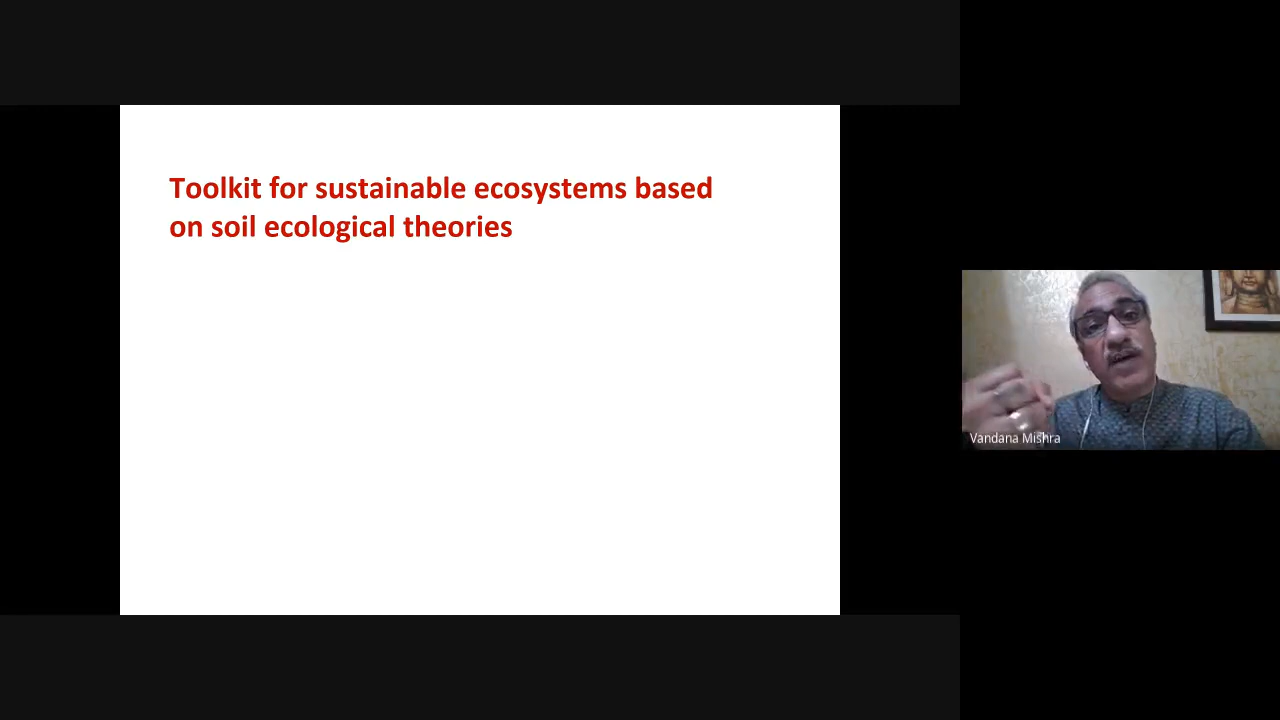 Toolkit for sustainable ecosystems based
on soil ecological theories
Vandana Mishra